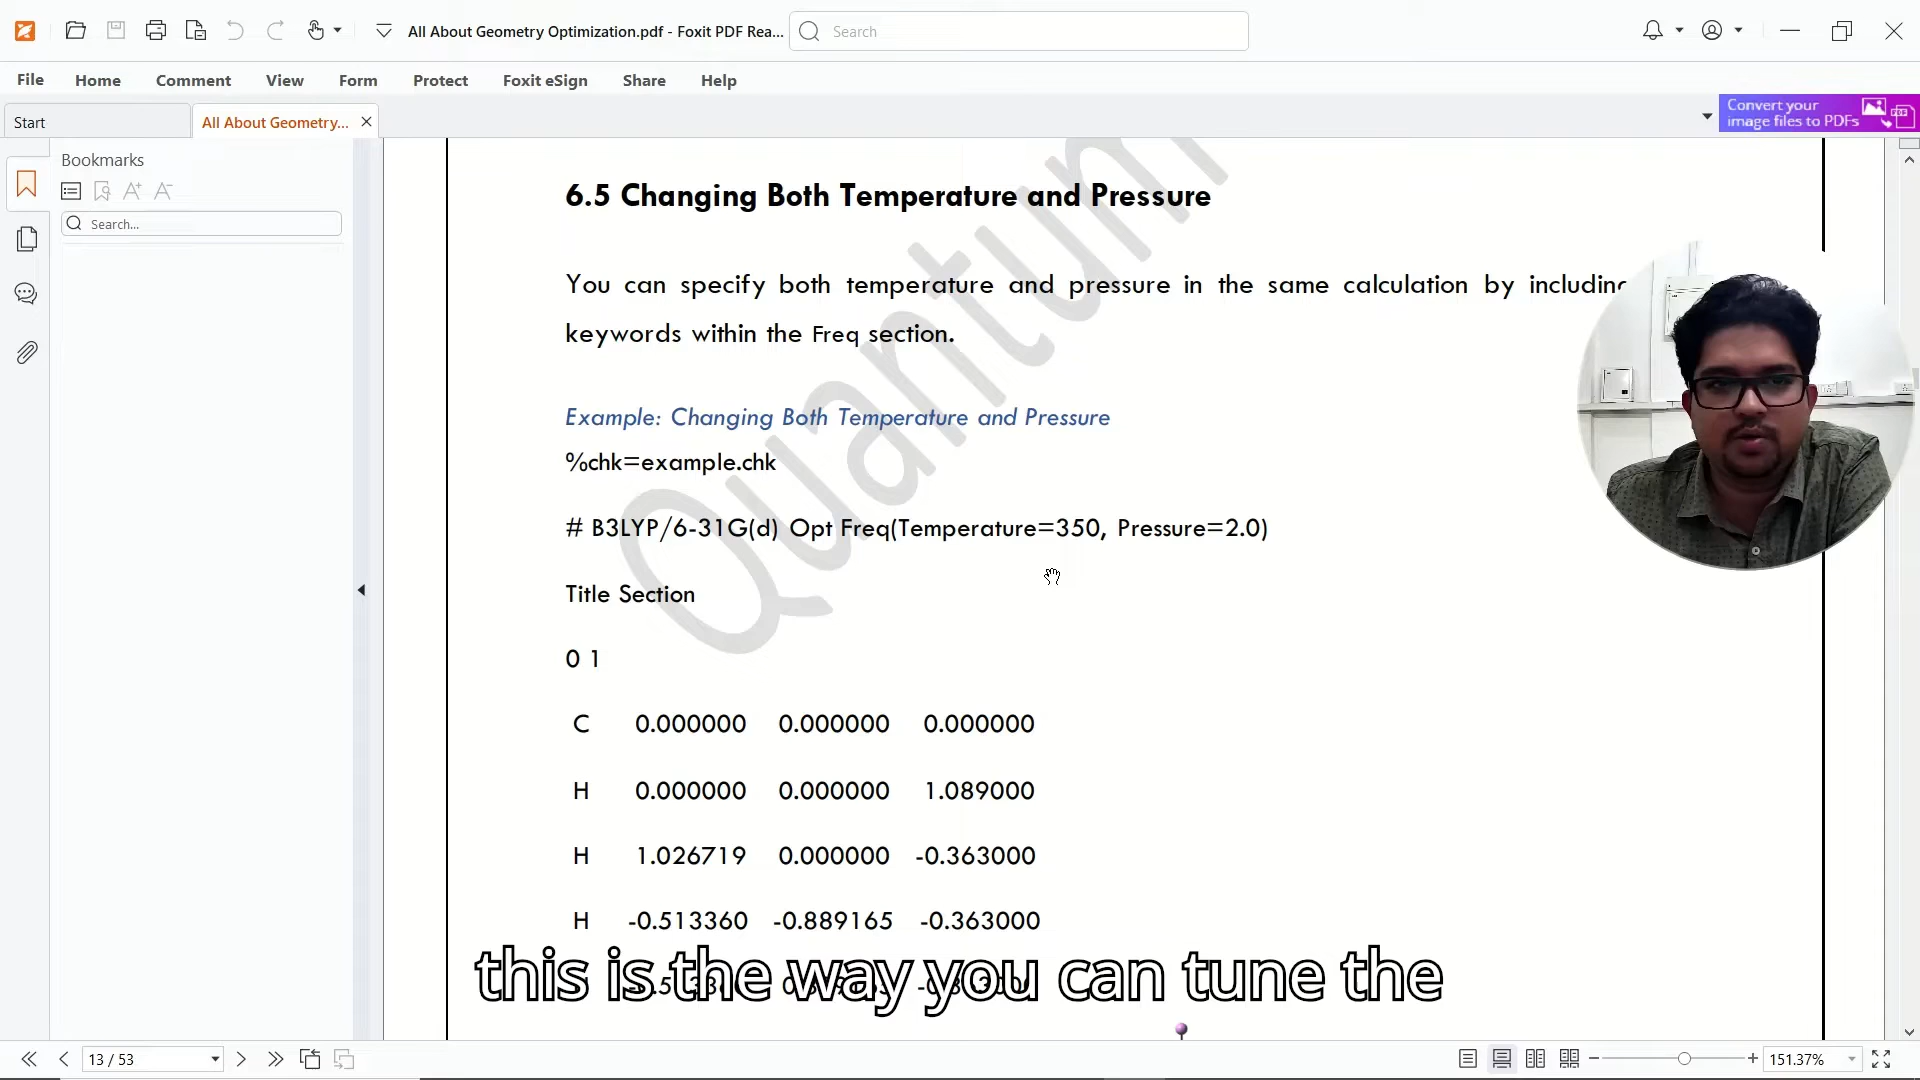 All About Geometry Optimization.pdf - Foxit PDF Rea...
Search
File Home Comment View Form Protect Foxit eSign Share Help
Start
All About Geometry...
Convert your
image files to PDFs
Bookmarks
Search...
6.5 Changing Both Temperature and Pressure
You can specify both temperature and pressure in the same calculation by including
keywords within the Freq section.
Example: Changing Both Temperature and Pressure
%chk=example.chk
# B3LYP/6-31G(d) Opt Freq(Temperature=350, Pressure=2.0)
Title Section
0 1
C 0.000000 0.000000 0.000000
H 0.000000 0.000000 1.089000
H 1.026719 0.000000 -0.363000
H -0.513360 -0.889165 -0.363000
this is the way you can tune the
Quantum
13 / 53
151.37%